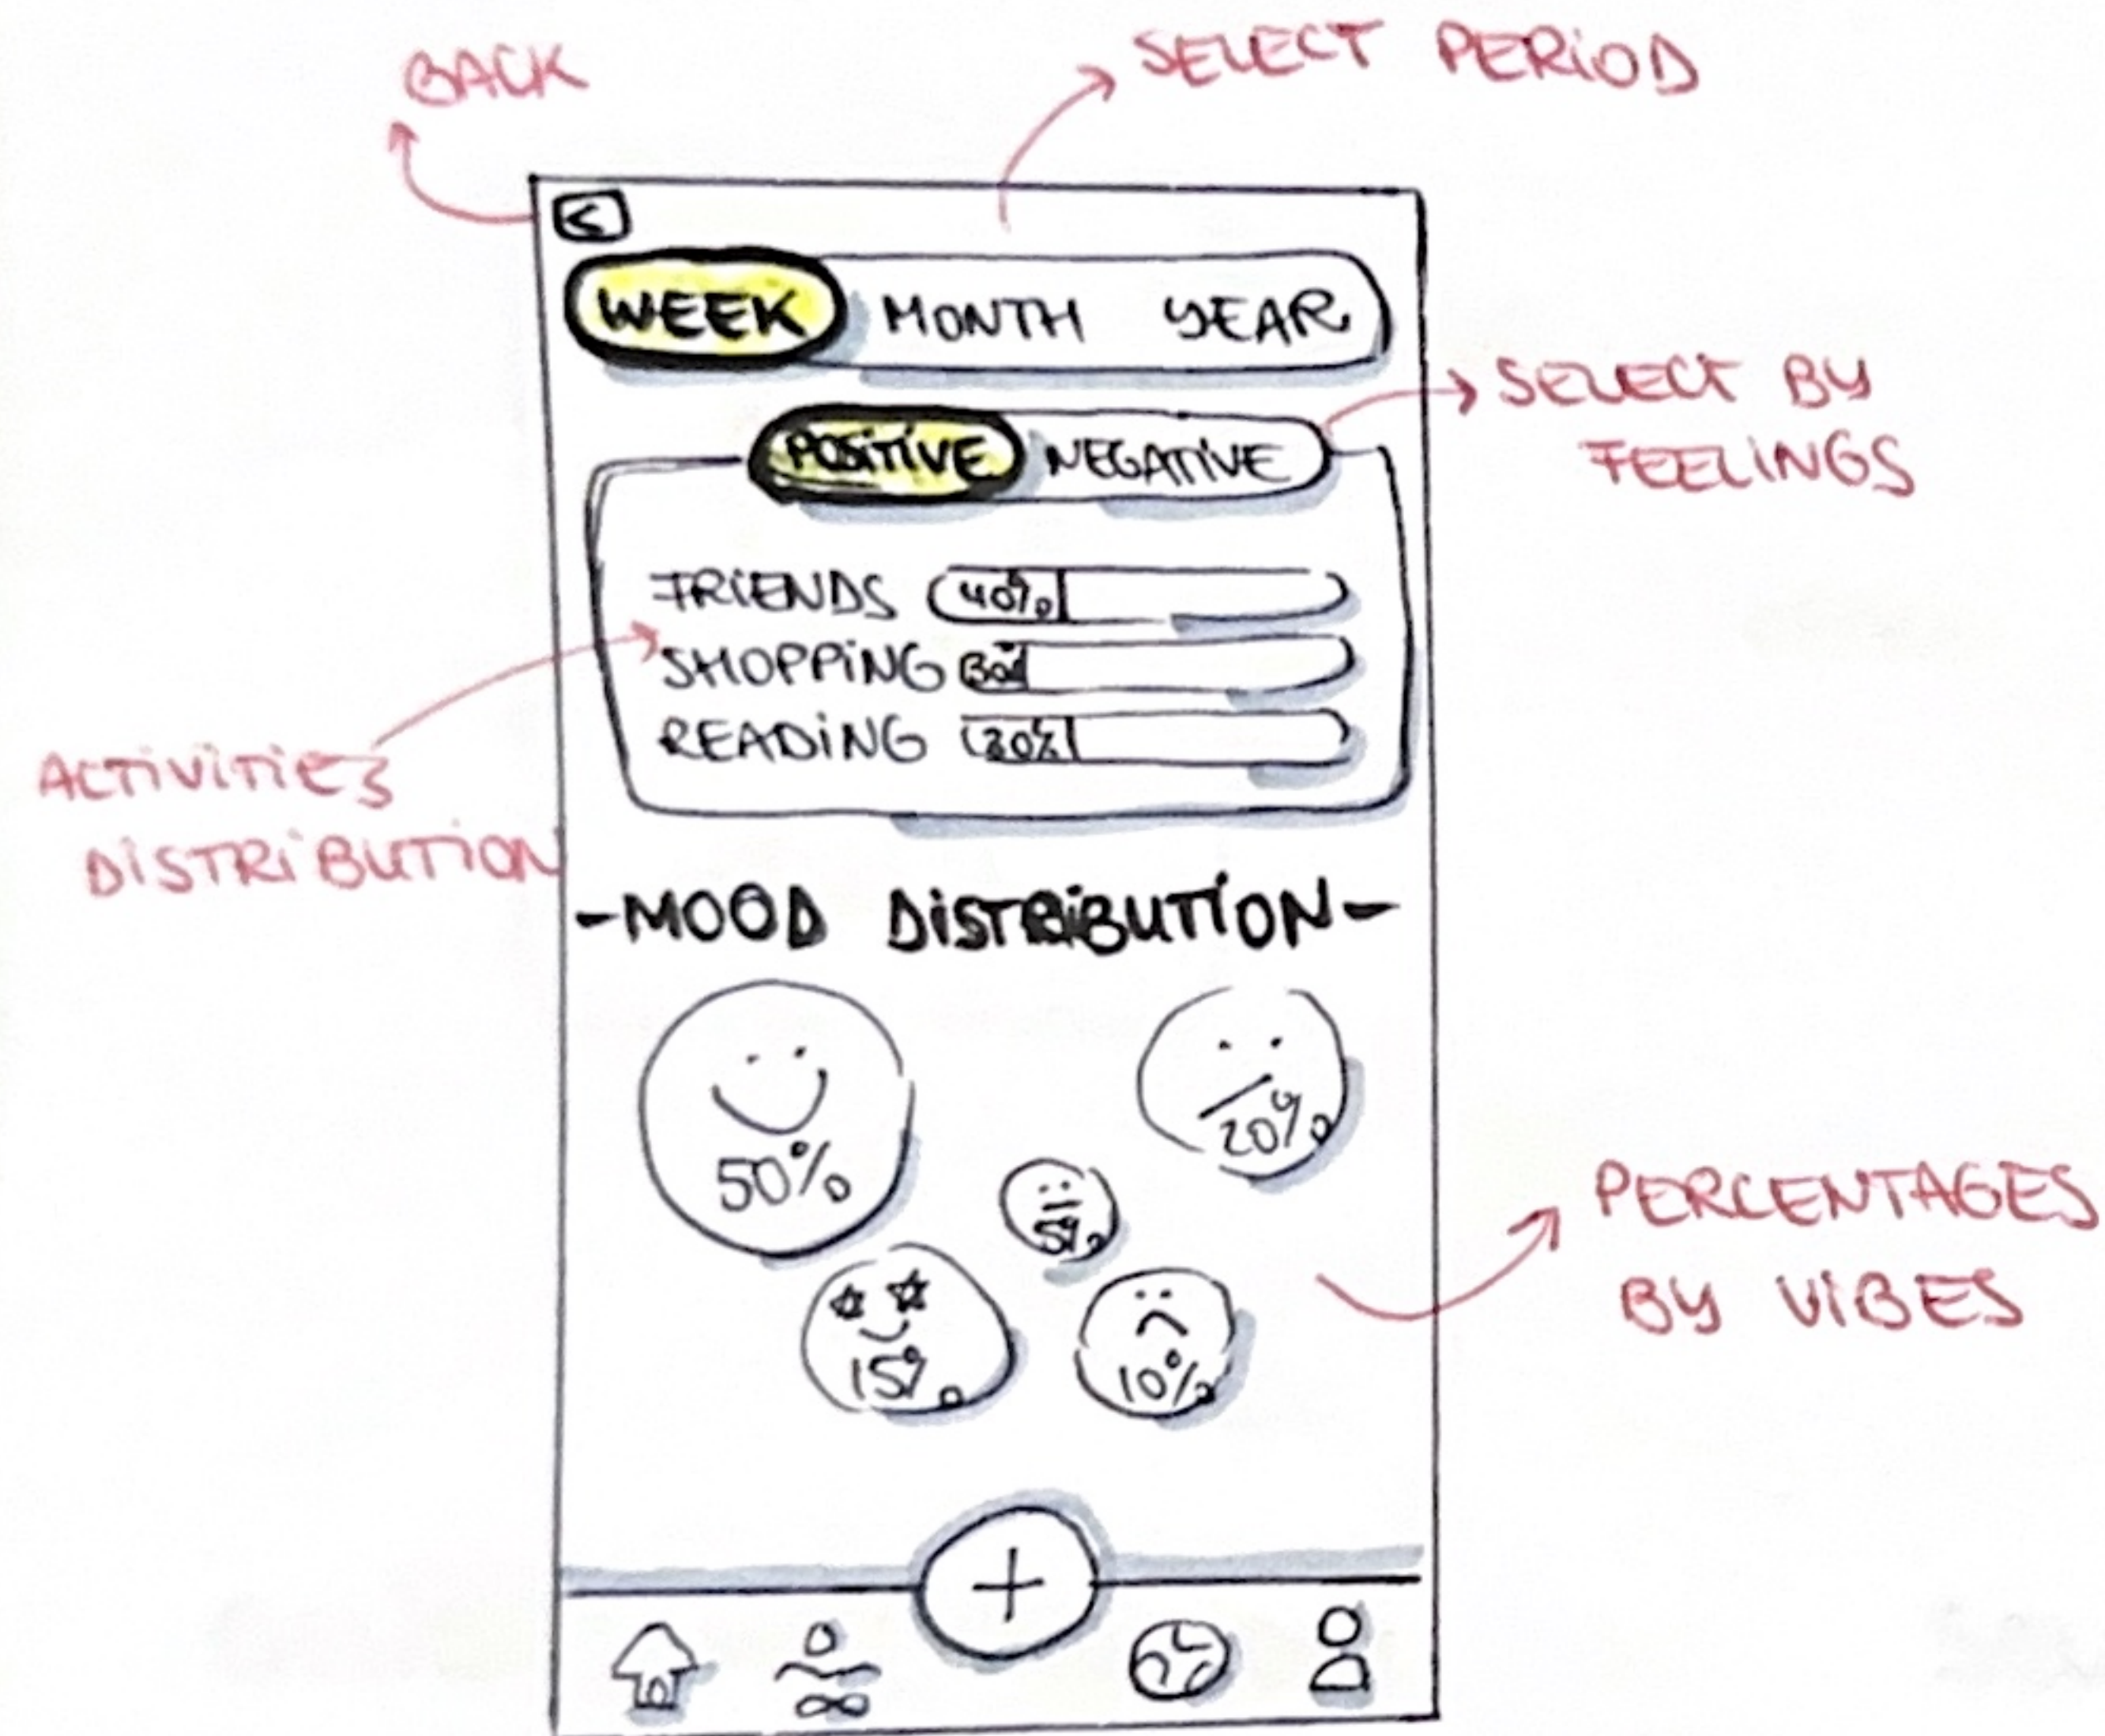 BACK
SELECT PERIOD
<
WEEK MONTH YEAR
POSITIVE NEGATIVE
SELECT BY
FEELINGS
FRIENDS 40%
SHOPPING
READING
ACTIVITIES
DISTRIBUTION
-MOOD DISTRIBUTION-
50%
20%
5%
15%
10%
PERCENTAGES
BY VIBES
+